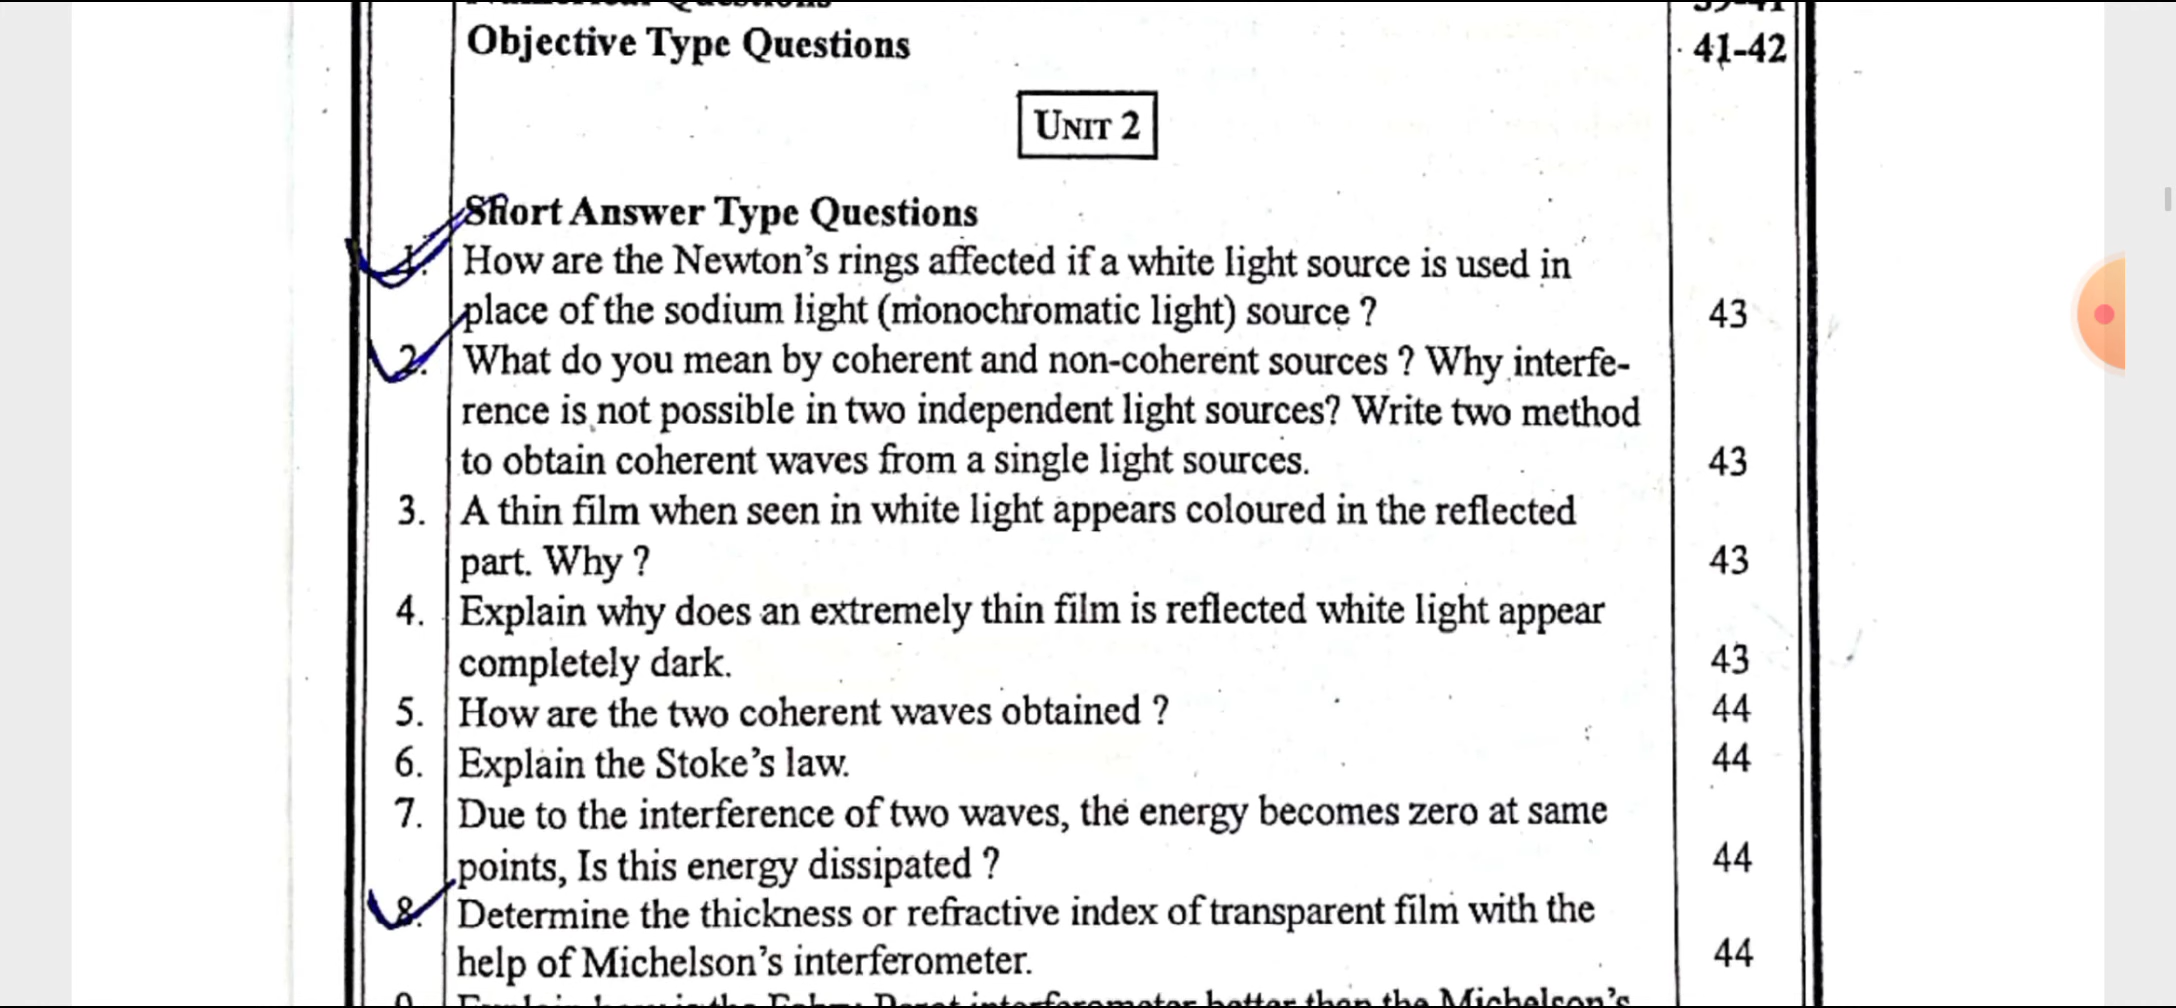 Objective Type Questions 41-42
UNIT 2
Short Answer Type Questions
1. How are the Newton's rings affected if a white light source is used in
place of the sodium light (monochromatic light) source ? 43
2. What do you mean by coherent and non-coherent sources ? Why interfe-
rence is not possible in two independent light sources? Write two method
to obtain coherent waves from a single light sources. 43
3. A thin film when seen in white light appears coloured in the reflected
part. Why ? 43
4. Explain why does an extremely thin film is reflected white light appear
completely dark. 43
5. How are the two coherent waves obtained ? 44
6. Explain the Stoke's law. 44
7. Due to the interference of two waves, the energy becomes zero at same
points, Is this energy dissipated ? 44
8. Determine the thickness or refractive index of transparent film with the
help of Michelson's interferometer. 44